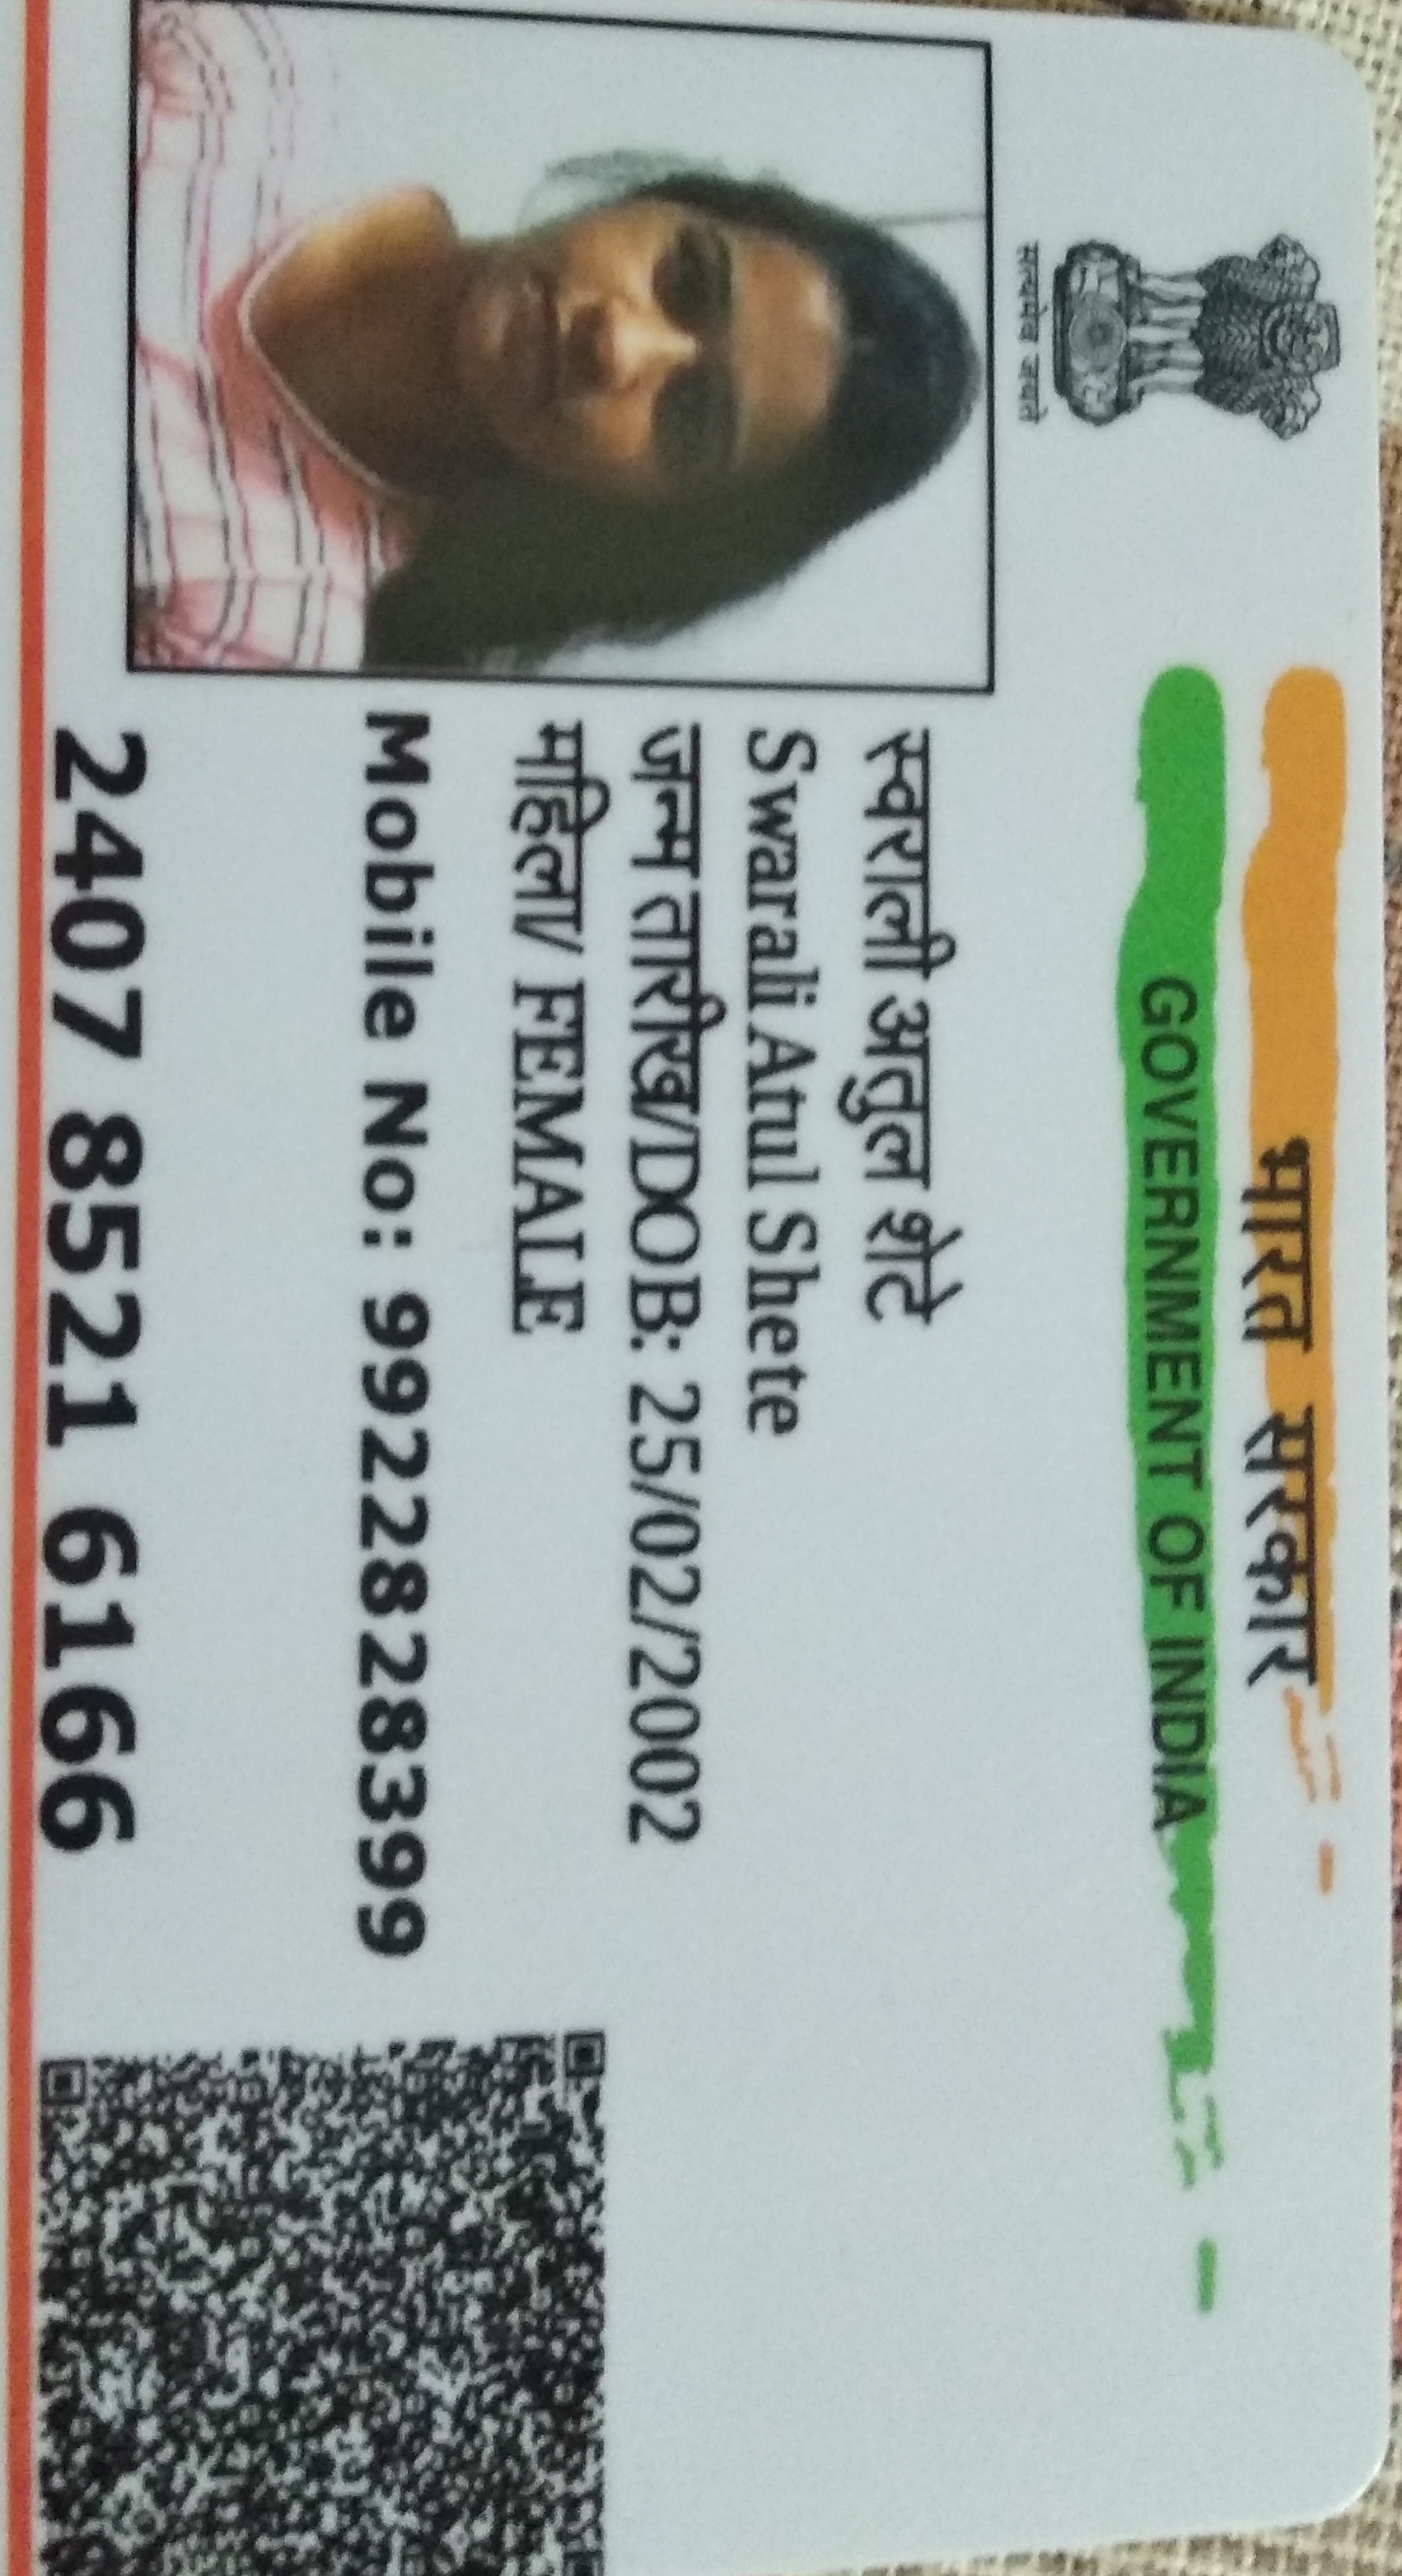 भारत सरकार
GOVERNMENT OF INDIA
सत्यमेव जयते
स्वराली अतुल शेटे
Swarali Atul Shete
जन्म तारीख/DOB: 25/02/2002
महिला/ FEMALE
Mobile No: 9922828399
2407 8521 6166